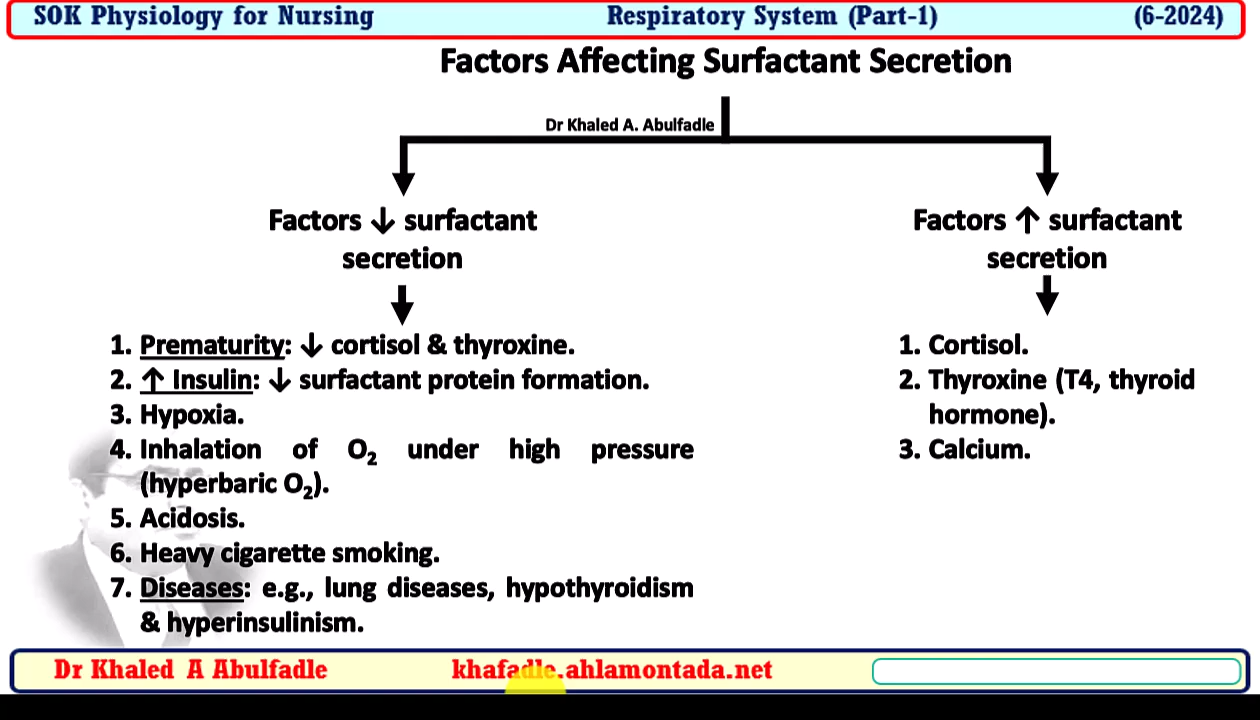 SOK Physiology for Nursing Respiratory System (Part-1) (6-2024)
Factors Affecting Surfactant Secretion
Dr Khaled A. Abulfadle
Factors ↓ surfactant
secretion
1. Prematurity: ↓ cortisol & thyroxine.
2. ↑ Insulin: ↓ surfactant protein formation.
3. Hypoxia.
4. Inhalation of O₂ under high pressure
(hyperbaric O₂).
5. Acidosis.
6. Heavy cigarette smoking.
7. Diseases: e.g., lung diseases, hypothyroidism
& hyperinsulinism.
Factors ↑ surfactant
secretion
1. Cortisol.
2. Thyroxine (T4, thyroid
hormone).
3. Calcium.
Dr Khaled A Abulfadle khafadle.ahlamontada.net